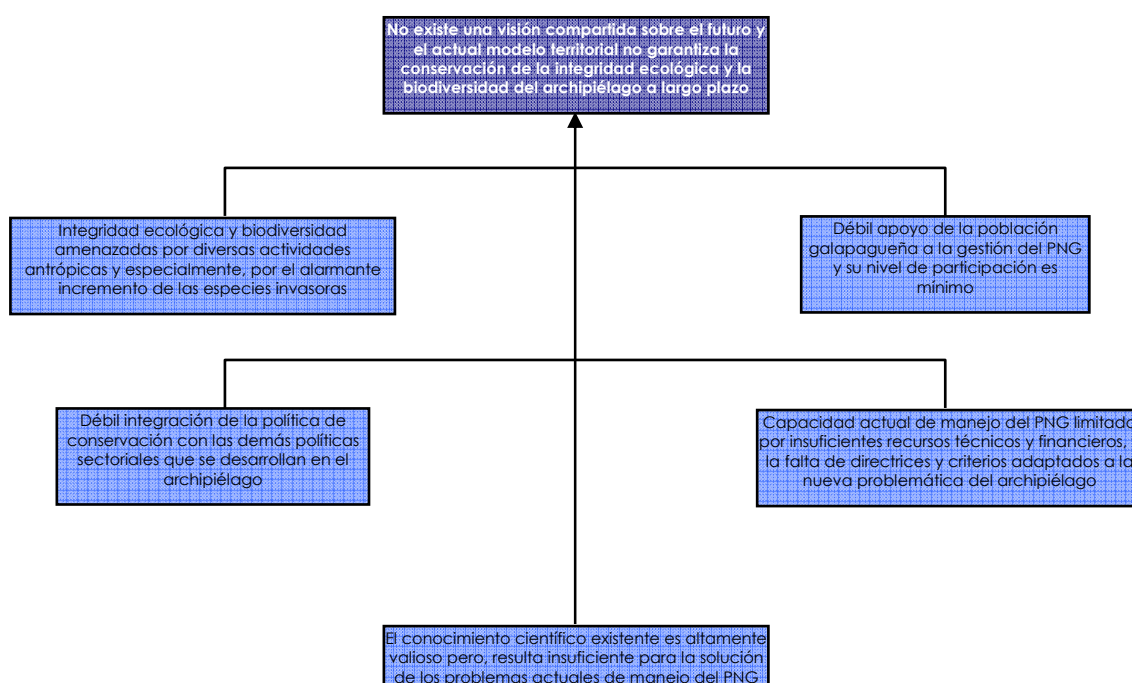 No existe una visión compartida sobre el futuro y
el actual modelo territorial no garantiza la
conservación de la integridad ecológica y la
biodiversidad del archipiélago a largo plazo
Integridad ecológica y biodiversidad
amenazadas por diversas actividades
antrópicas y especialmente, por el alarmante
incremento de las especies invasoras
Débil apoyo de la población
galapagueña a la gestión del PNG
y su nivel de participación es
mínimo
Débil integración de la política de
conservación con las demás políticas
sectoriales que se desarrollan en el
archipiélago
Capacidad actual de manejo del PNG limitada
por insuficientes recursos técnicos y financieros,
la falta de directrices y criterios adaptados a la
nueva problemática del archipiélago
El conocimiento científico existente es altamente
valioso pero, resulta insuficiente para la solución
de los problemas actuales de manejo del PNG